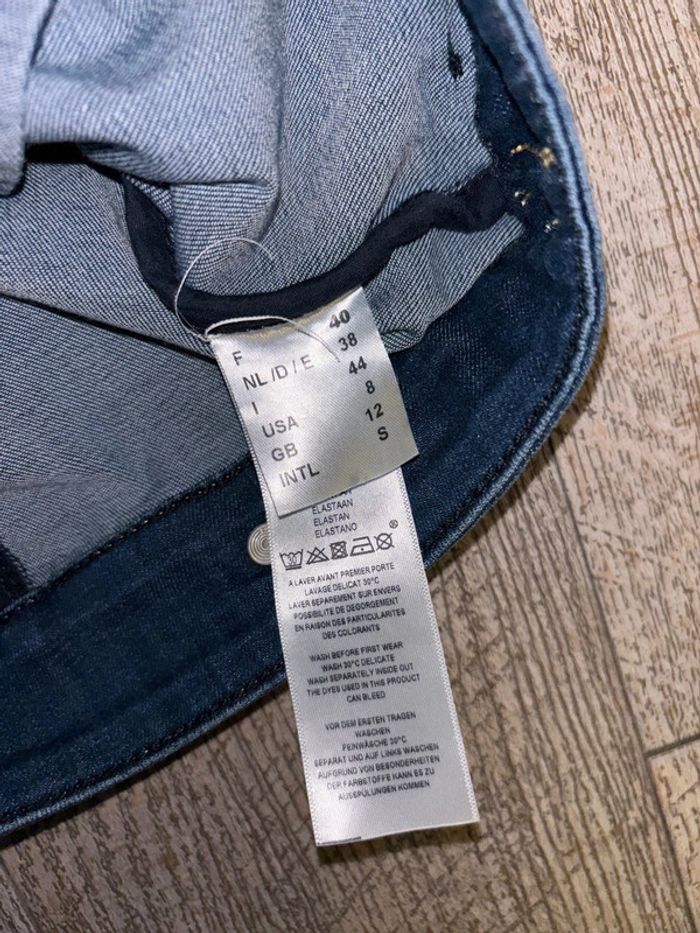 F 40
NL/D/E 38
I 44
USA 8
GB 12
INTL S
ELASTAAN
ELASTAN
ELASTANO
®
A LAVER AVANT PREMIER PORTE
LAVAGE DELICAT 30°C
LAVER SEPAREMENT SUR ENVERS
POSSIBILITE DE DEGORGEMENT
EN RAISON DES PARTICULARITES
DES COLORANTS
WASH BEFORE FIRST WEAR
WASH 30°C DELICATE
WASH SEPARATELY INSIDE OUT
THE DYES USED IN THIS PRODUCT
CAN BLEED
VOR DEM ERSTEN TRAGEN
WASCHEN
FEINWÄSCHE 30°C
SEPARAT UND AUF LINKS WASCHEN
AUFGRUND VON BESONDERHEITEN
DER FARBSTOFFE KANN ES ZU
AUSSPÜLUNGEN KOMMEN